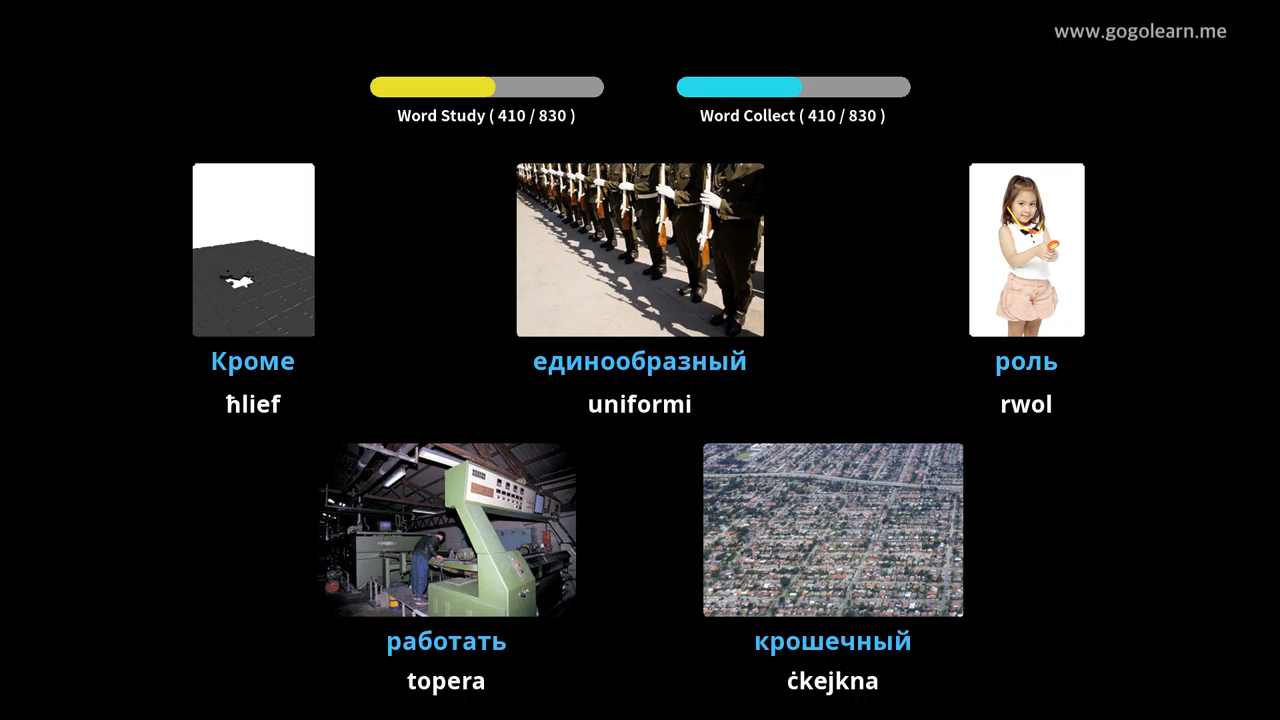 www.gogolearn.me
Word Study ( 410 / 830 )
Word Collect ( 410 / 830 )
Кроме
ħlief
единообразный
uniformi
роль
rwol
работать
topera
крошечный
ċkejkna